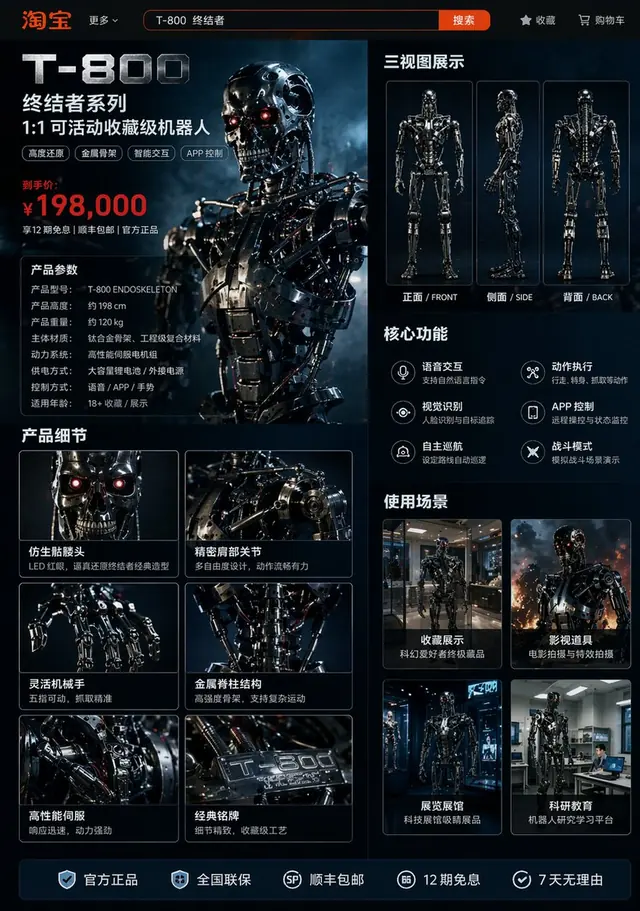 淘宝
更多
T-800 终结者
搜索
收藏
购物车
T-800
终结者系列
1:1 可活动收藏级机器人
高度还原
金属骨架
智能交互
APP 控制
到手价:
¥198,000
享12期免息 | 顺丰包邮 | 官方正品
产品参数
产品型号： T-800 ENDOSKELETON
产品高度： 约 198 cm
产品重量： 约 120 kg
主体材质： 钛合金骨架、工程级复合材料
动力系统： 高性能伺服电机组
供电方式： 大容量锂电池 / 外接电源
控制方式： 语音 / APP / 手势
适用年龄： 18+ 收藏 / 展示
三视图展示
正面 / FRONT
侧面 / SIDE
背面 / BACK
核心功能
语音交互
支持自然语言指令
动作执行
行走、转身、抓取等动作
视觉识别
人脸识别与目标追踪
APP 控制
远程操控与状态监控
自主巡航
设定路线自动巡逻
战斗模式
模拟战斗场景演示
产品细节
仿生骷髅头
LED 红眼，逼真还原终结者经典造型
精密肩部关节
多自由度设计，动作流畅有力
灵活机械手
五指可动，抓取精准
金属脊柱结构
高强度骨架，支持复杂运动
高性能伺服
响应迅速，动力强劲
T-800
经典铭牌
细节精致，收藏级工艺
使用场景
收藏展示
科幻爱好者终极藏品
影视道具
电影拍摄与特效拍摄
展览展馆
科技展馆吸睛展品
科研教育
机器人研究学习平台
官方正品
全国联保
SP 顺丰包邮
12 期免息
7 天无理由